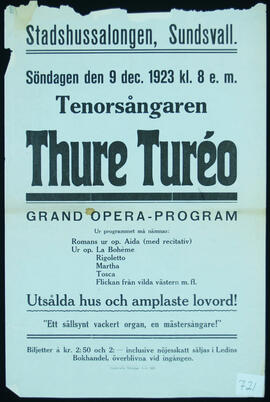 Stadshussalongen, Sundsvall.
Söndagen den 9 dec. 1923 kl. 8 e. m.
Tenorsångaren
Thure Turéo
GRAND OPERA-PROGRAM
Ur programmet må nämnas:
Romans ur op. Aida (med recitativ)
Ur op. La Bohème
Rigoletto
Martha
Tosca
Flickan från vilda västern m. fl.
Utsålda hus och amplaste lovord!
"Ett sällsynt vackert organ, en mästersångare!"
Biljetter à kr. 2:50 och 2:— inclusive nöjesskatt säljas i Ledins
Bokhandel, överblivna vid ingången.
721